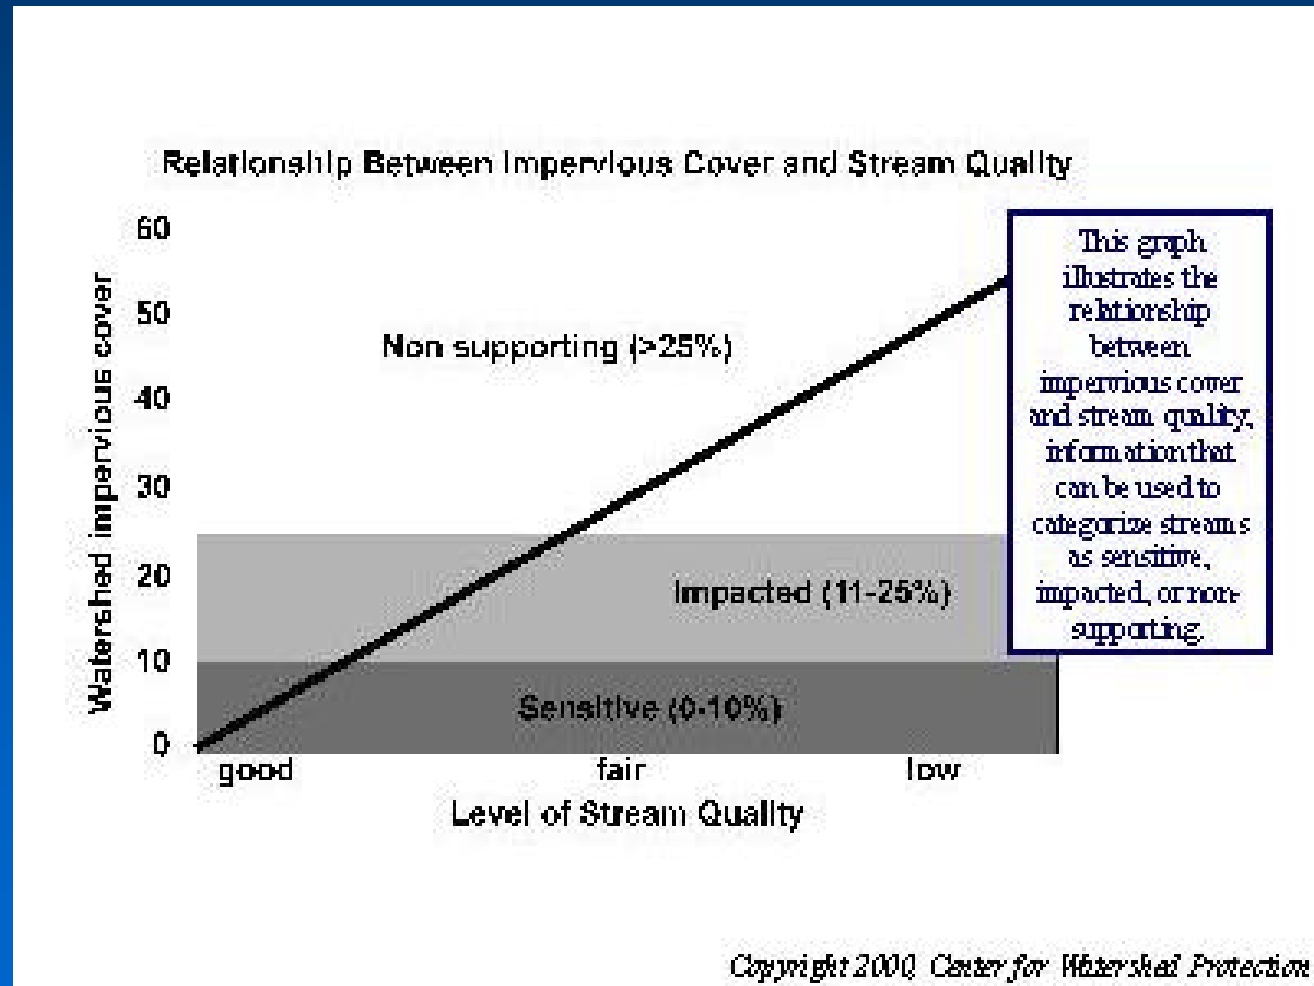 Relationship Between Impervious Cover and Stream Quality
60
50
40
30
20
10
0
Watershed impervious cover
Non supporting (>25%)
Impacted (11-25%)
Sensitive (0-10%)
good fair low
Level of Stream Quality
This graph
illustrates the
relationship
between
impervious cover
and stream quality,
information that
can be used to
categorize streams
as sensitive,
impacted, or non-
supporting.
Copyright 2000, Center for Watershed Protection